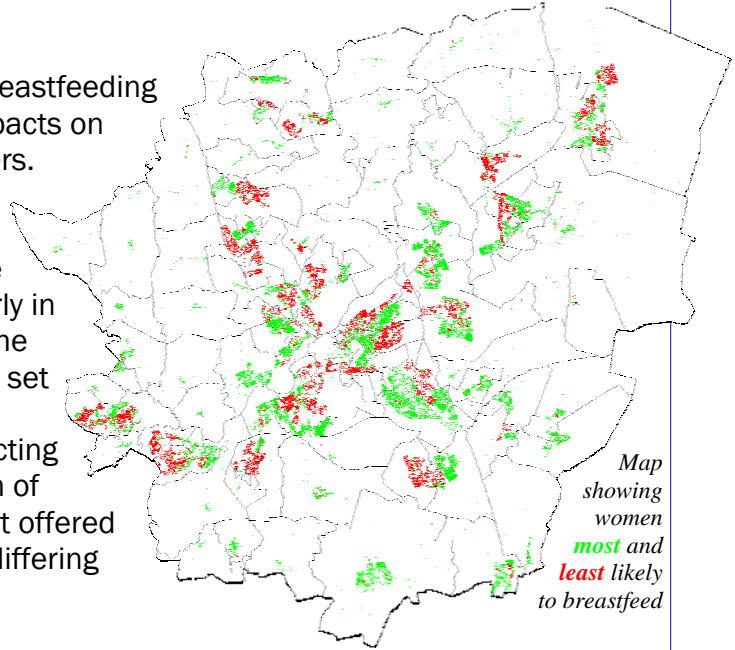 eastfeeding
pacts on
rs.
e
rly in
ne
set
cting
n of
t offered
differing
Map
showing
women
most and
least likely
to breastfeed